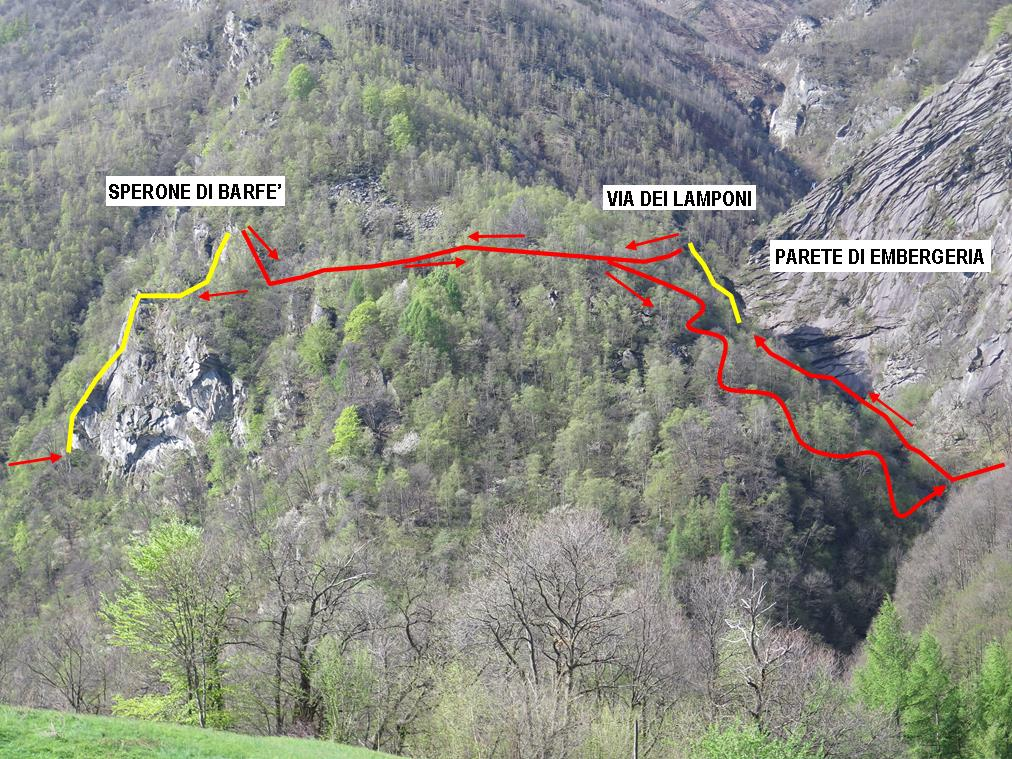 SPERONE DI BARFE'
VIA DEI LAMPONI
PARETE DI EMBERGERIA